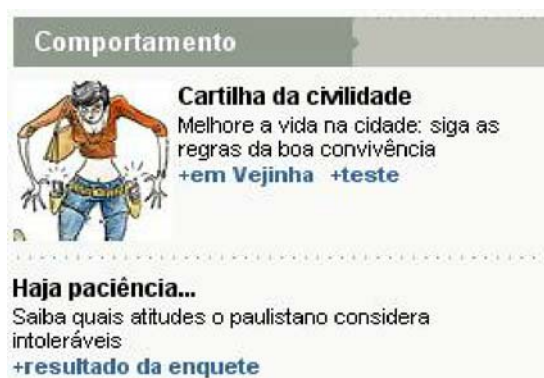 Comportamento
Cartilha da civilidade
Melhore a vida na cidade: siga as
regras da boa convivência
+em Vejinha +teste
Haja paciência...
Saiba quais atitudes o paulistano considera
intoleráveis
+resultado da enquete